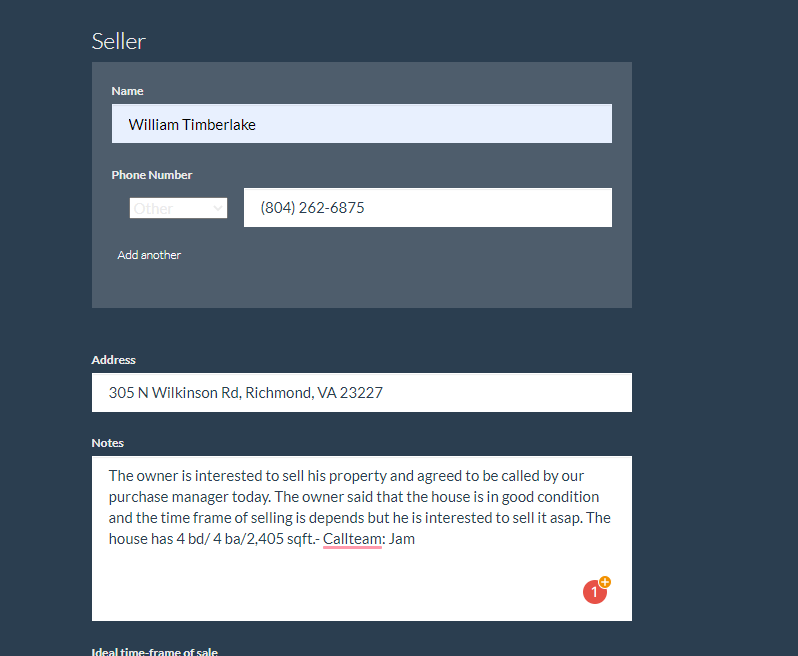 Seller
Name
William Timberlake
Phone Number
Other
(804) 262-6875
Add another
Address
305 N Wilkinson Rd, Richmond, VA 23227
Notes
The owner is interested to sell his property and agreed to be called by our
purchase manager today. The owner said that the house is in good condition
and the time frame of selling is depends but he is interested to sell it asap. The
house has 4 bd/ 4 ba/2,405 sqft.- Callteam: Jam
1
Ideal time-frame of sale